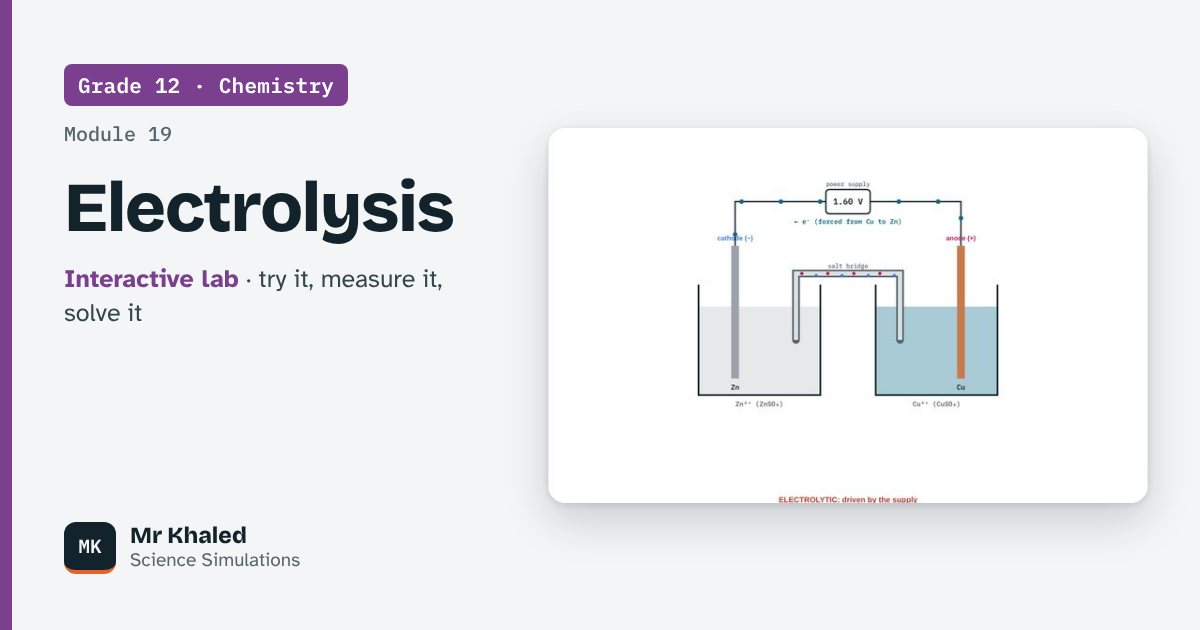 Grade 12 · Chemistry
Module 19
Electrolysis
Interactive lab · try it, measure it,
solve it
power supply
1.60 V
← e⁻ (forced from Cu to Zn)
cathode (−)
anode (+)
salt bridge
Zn
Cu
Zn²⁺ (ZnSO₄)
Cu²⁺ (CuSO₄)
ELECTROLYTIC: driven by the supply
MK
Mr Khaled
Science Simulations